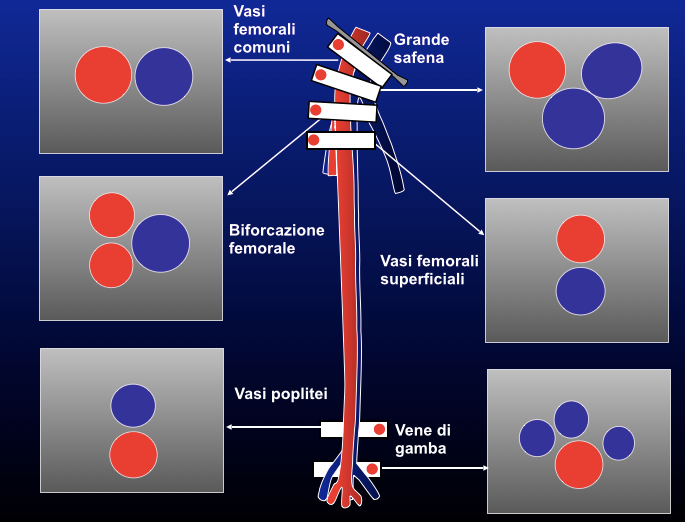 Vasi
femorali
comuni
Grande
safena
Biforcazione
femorale
Vasi femorali
superficiali
Vasi poplitei
Vene di
gamba